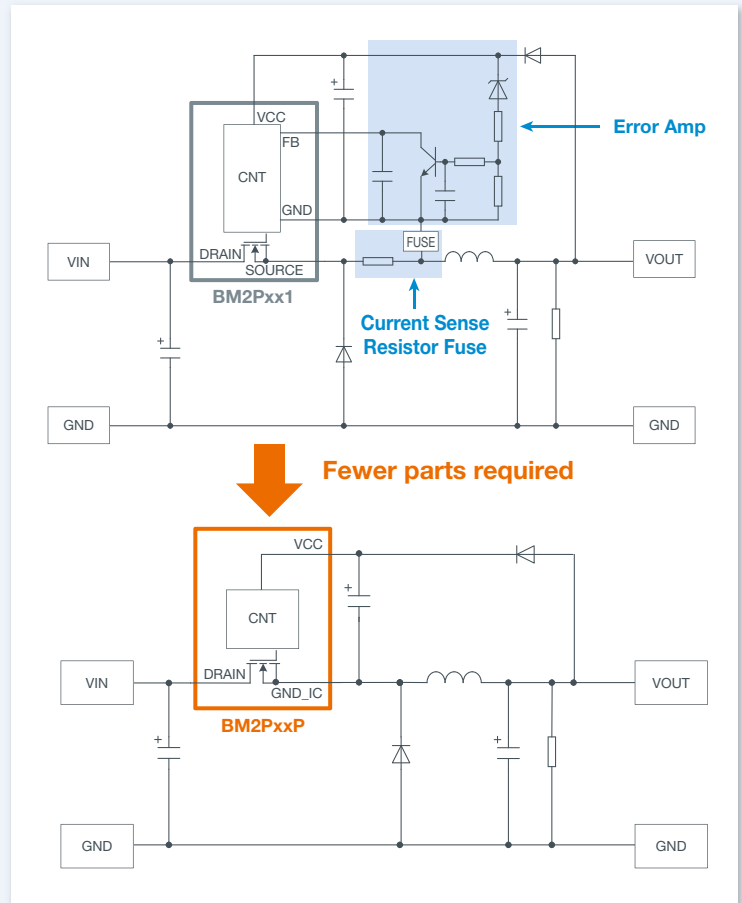 VCC
FB
Error Amp
CNT
GND
FUSE
VIN
DRAIN
SOURCE
VOUT
BM2Pxx1
Current Sense
Resistor Fuse
+
+
+
GND
GND
Fewer parts required
VCC
+
CNT
VIN
DRAIN
GND_IC
VOUT
BM2PxxP
+
+
GND
GND